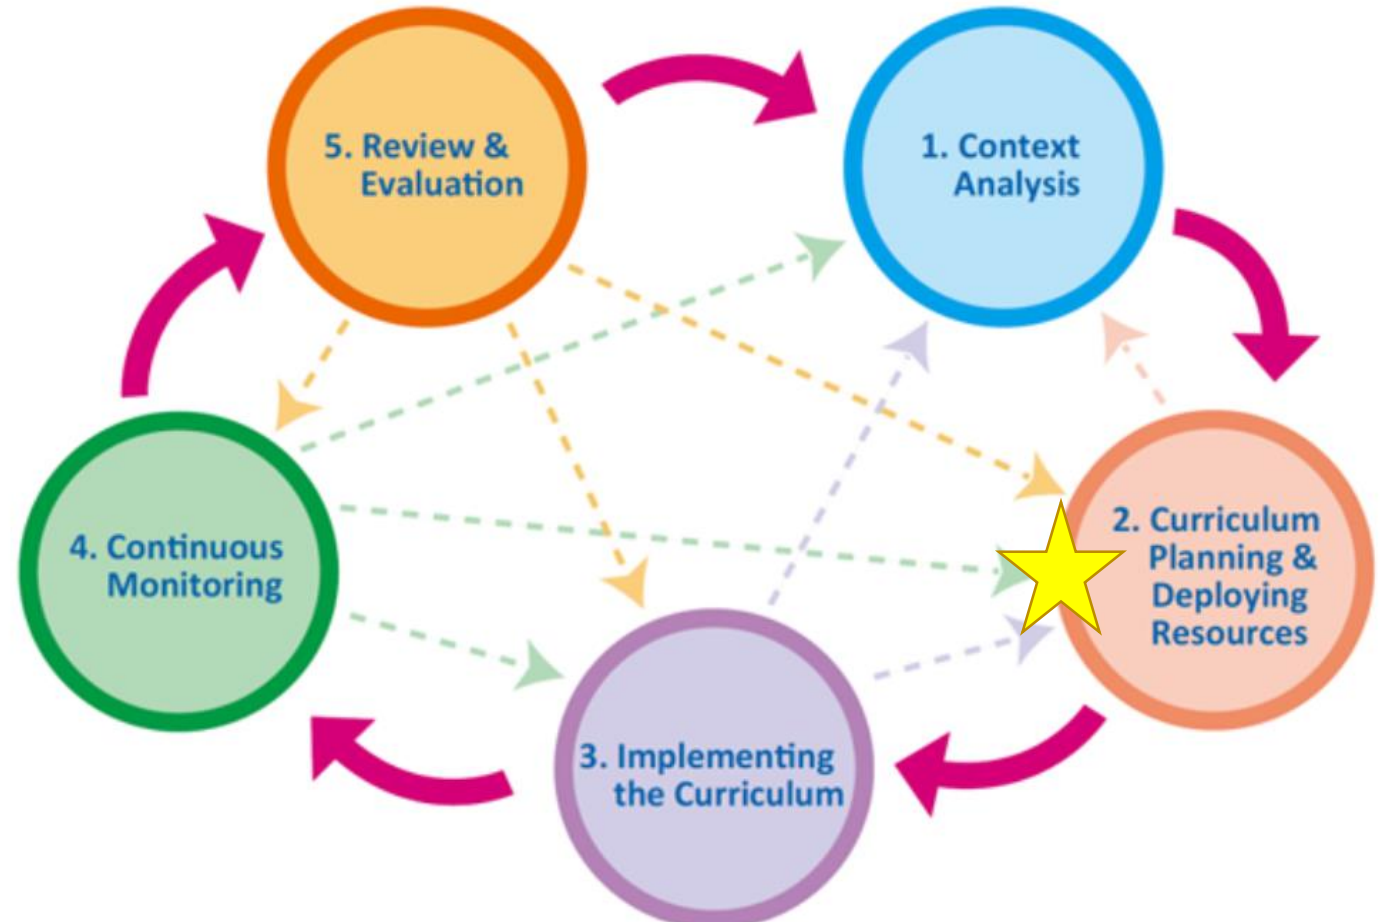 5. Review &
Evaluation
1. Context
Analysis
2. Curriculum
Planning &
Deploying
Resources
4. Continuous
Monitoring
3. Implementing
the Curriculum